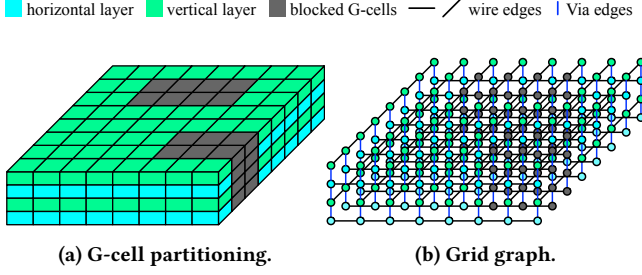 horizontal layer vertical layer blocked G-cells wire edges Via edges
(a) G-cell partitioning. (b) Grid graph.